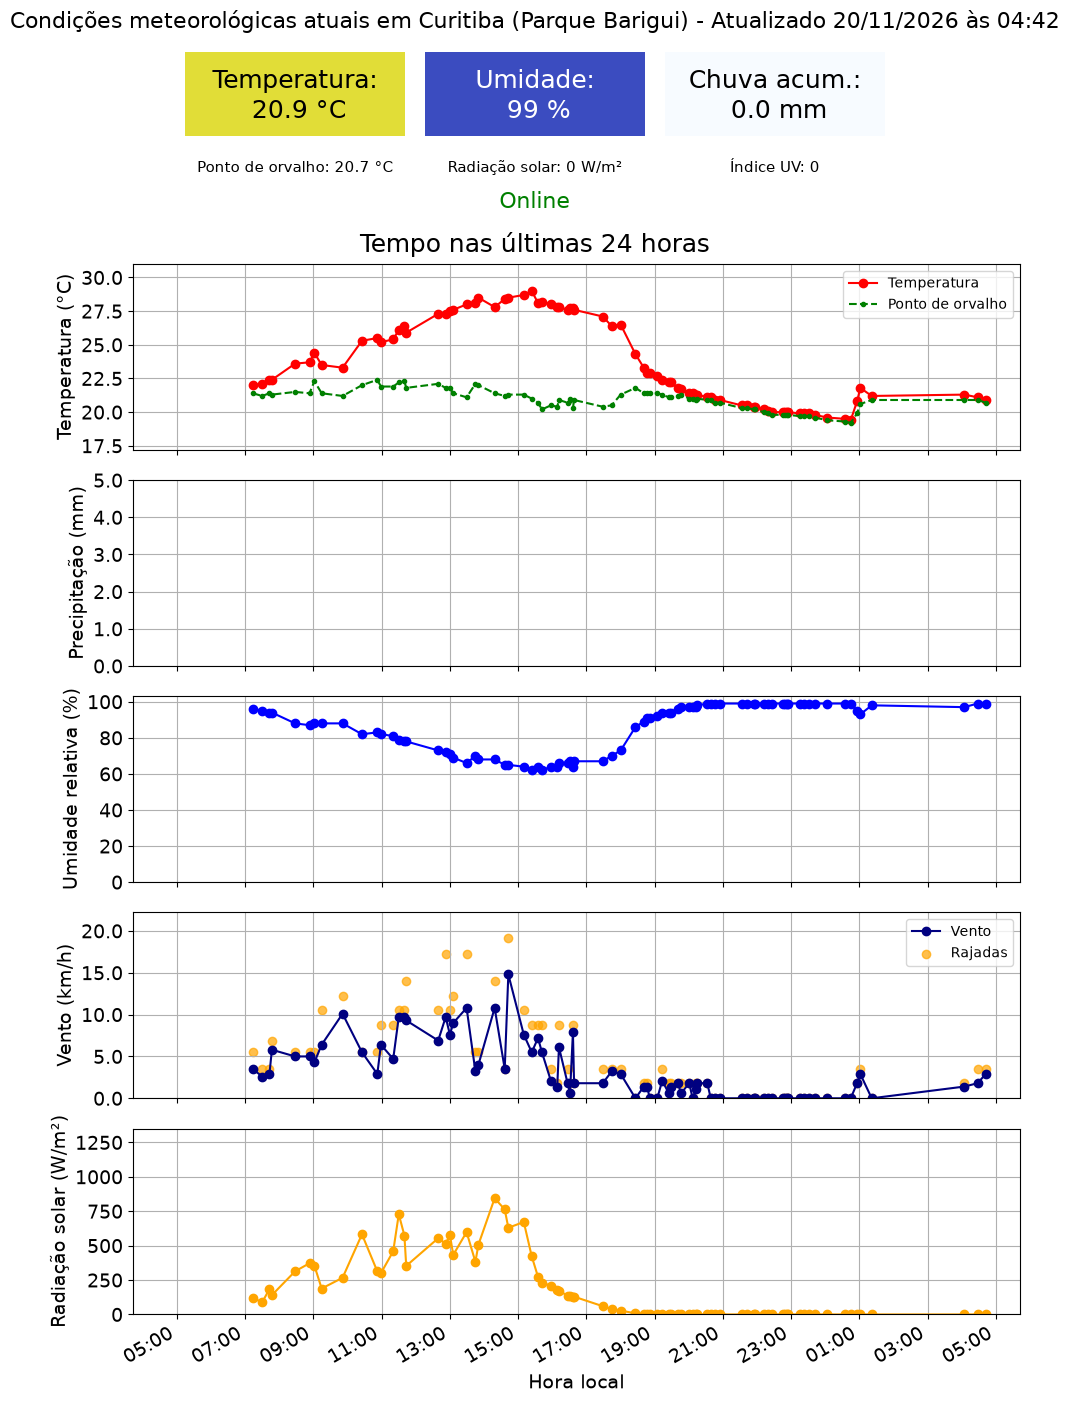 Condições meteorológicas atuais em Curitiba (Parque Barigui) - Atualizado 20/11/2026 às 04:42
Temperatura:
20.9 °C
Umidade:
99 %
Chuva acum.:
0.0 mm
Ponto de orvalho: 20.7 °C
Radiação solar: 0 W/m²
Índice UV: 0
Online
Tempo nas últimas 24 horas
Temperatura (°C)
30.0
27.5
25.0
22.5
20.0
17.5
Temperatura
Ponto de orvalho
Precipitação (mm)
5.0
4.0
3.0
2.0
1.0
0.0
Umidade relativa (%)
100
80
60
40
20
0
Vento (km/h)
20.0
15.0
10.0
5.0
0.0
Vento
Rajadas
Radiação solar (W/m²)
1250
1000
750
500
250
0
05:00
07:00
09:00
11:00
13:00
15:00
17:00
19:00
21:00
23:00
01:00
03:00
05:00
Hora local